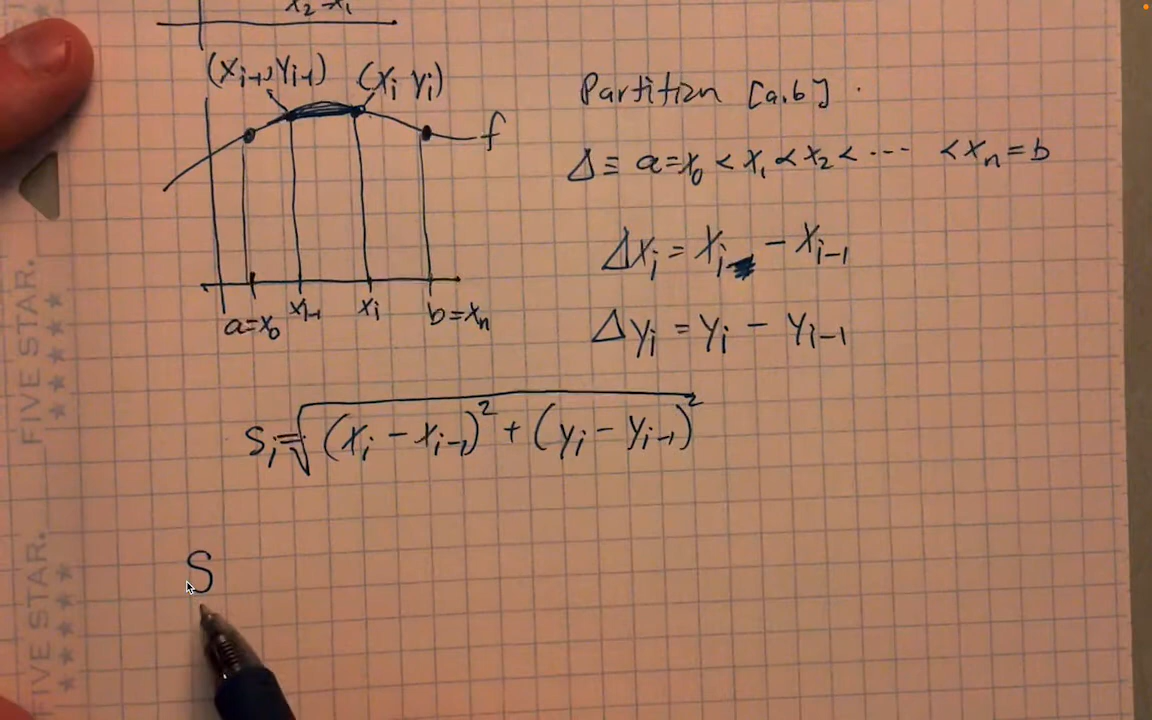 x₂ - x₁
(xᵢ₋₁, yᵢ₋₁) (xᵢ yᵢ)
f
a=x₀ xᵢ₋₁ xᵢ b=xₙ
Partition [a.b] .
Δ ≡ a=x₀ < x₁ < x₂ < ... < xₙ = b
Δxᵢ = xᵢ - xᵢ₋₁
Δyᵢ = yᵢ - yᵢ₋₁
sᵢ = √((xᵢ - xᵢ₋₁)² + (yᵢ - yᵢ₋₁)²)
S
FIVE STAR.
FIVE STAR.